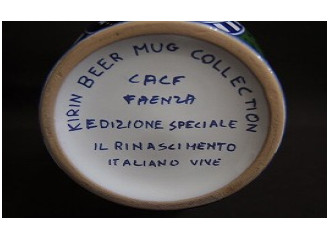 KIRIN BEER MUG COLLECTION
CACF
FAENZA
EDIZIONE SPECIALE
IL RINASCIMENTO
ITALIANO VIVE